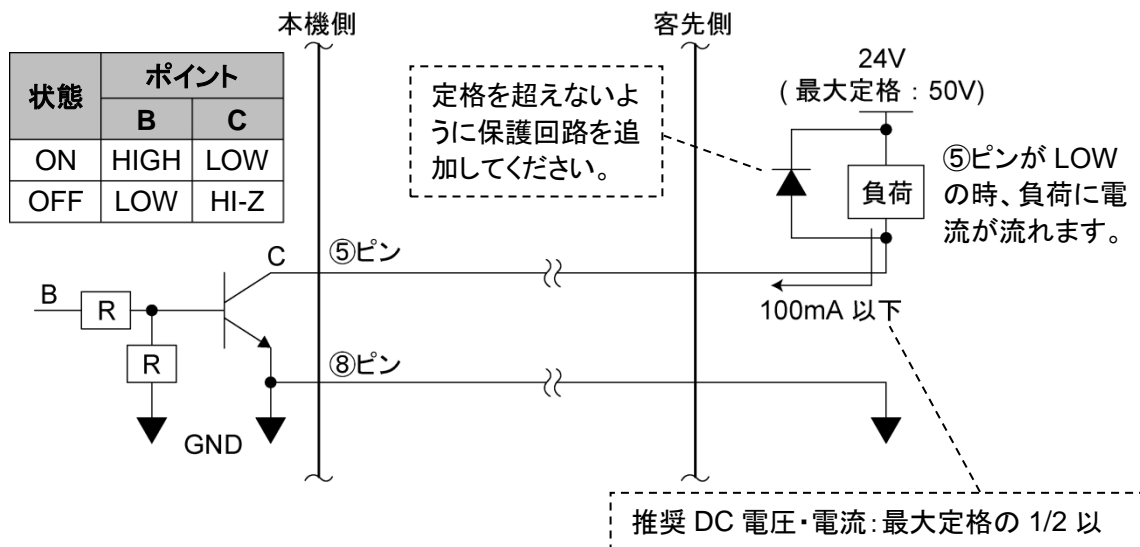 本機側
客先側
状態 ポイント
B C
ON HIGH LOW
OFF LOW HI-Z
定格を超えないよ
うに保護回路を追
加してください。
24V
( 最大定格 : 50V)
負荷
⑤ピンが LOW
の時、負荷に電
流が流れます。
C
⑤ピン
B
R
100mA 以下
R
⑧ピン
GND
推奨 DC 電圧・電流：最大定格の 1/2 以